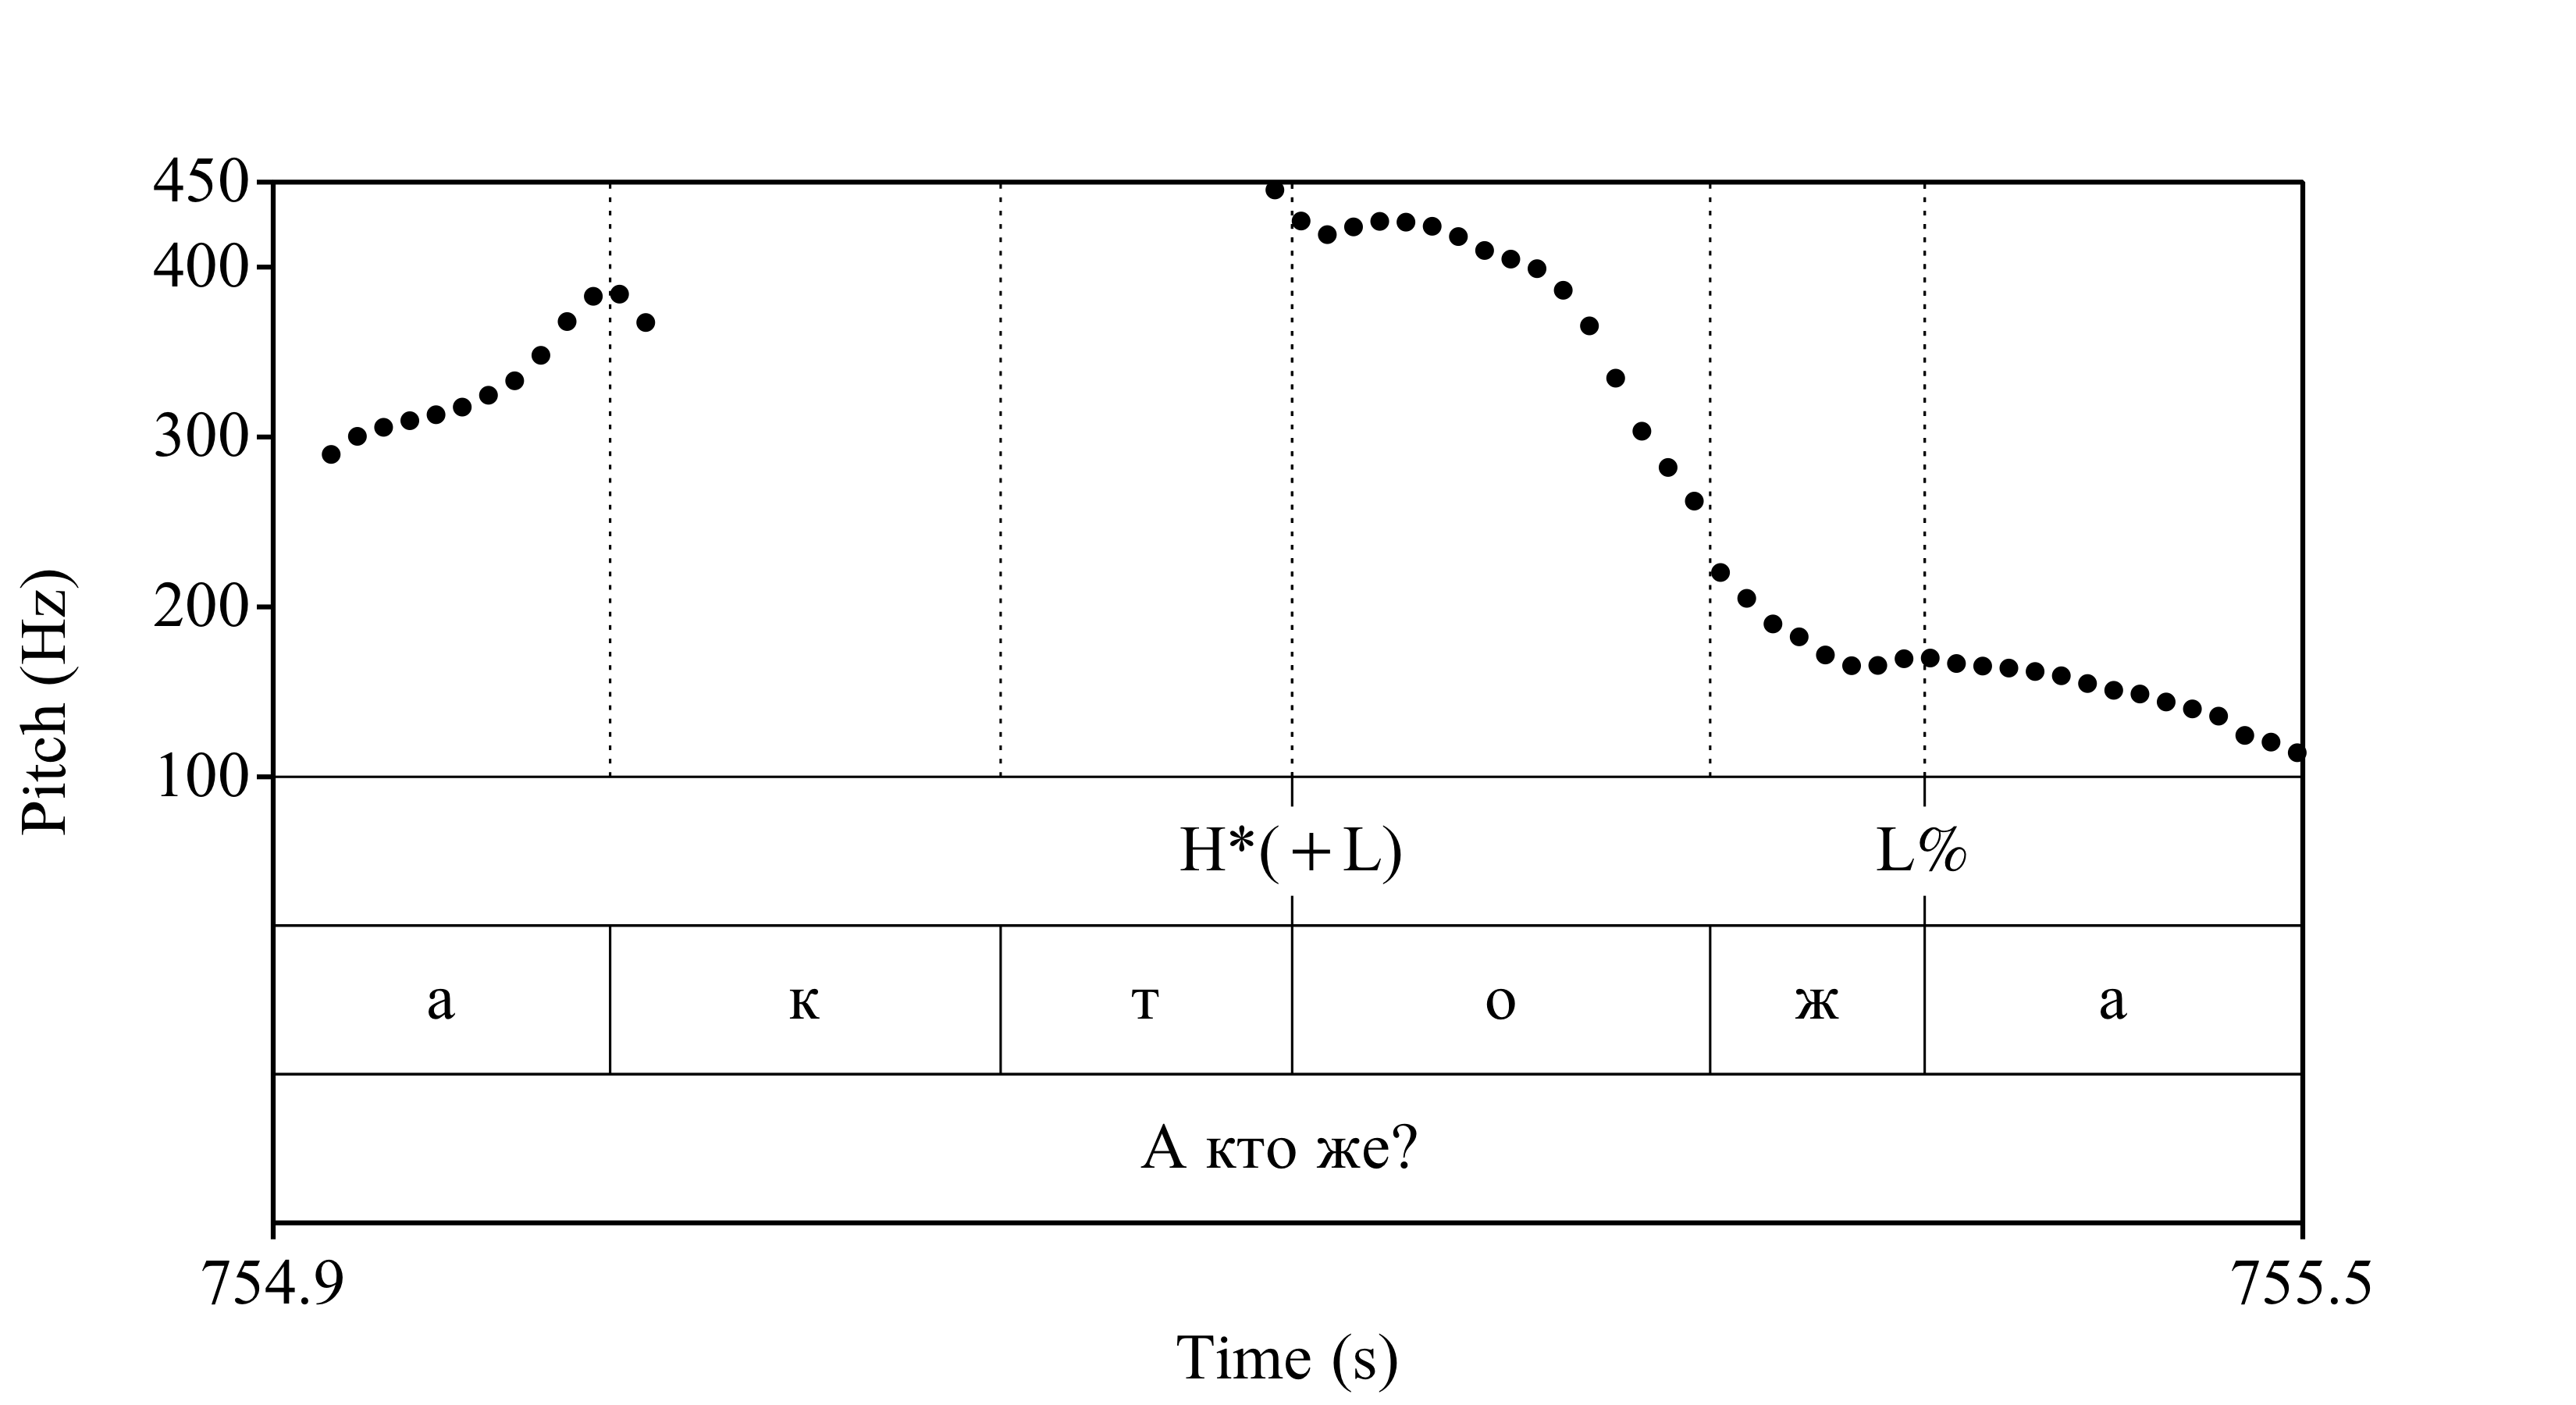 Pitch (Hz)
450
400
300
200
100
H*(+L) L%
а к т о ж а
А кто же?
754.9 755.5
Time (s)